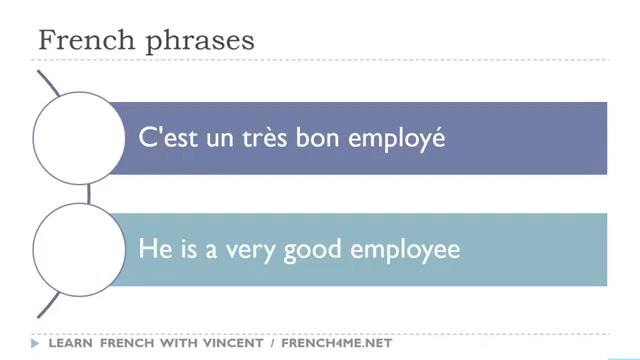 French phrases
C'est un très bon employé
He is a very good employee
LEARN FRENCH WITH VINCENT / FRENCH4ME.NET